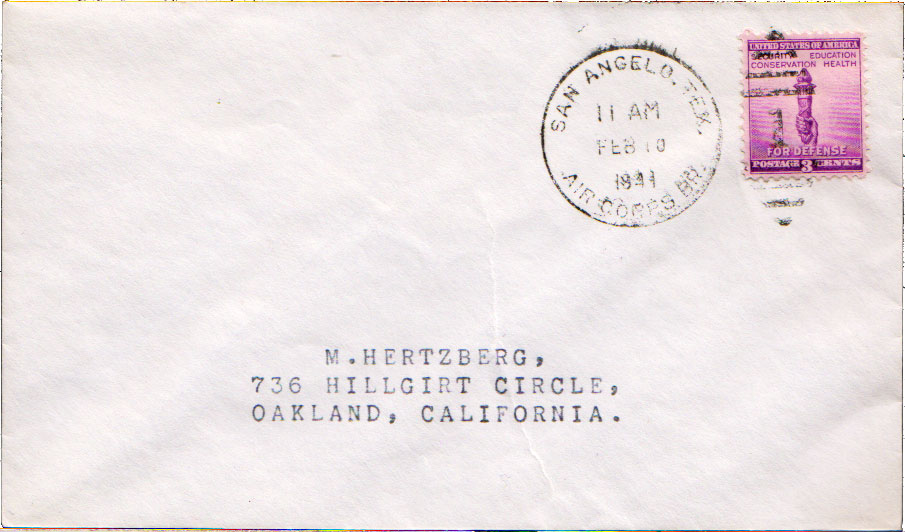 SAN ANGELO, TEX.
11 AM
FEB 10
1941
AIR CORPS BR.
UNITED STATES OF AMERICA
SECURITY EDUCATION
CONSERVATION HEALTH
FOR DEFENSE
POSTAGE 3 CENTS
M.HERTZBERG,
736 HILLGIRT CIRCLE,
OAKLAND, CALIFORNIA.